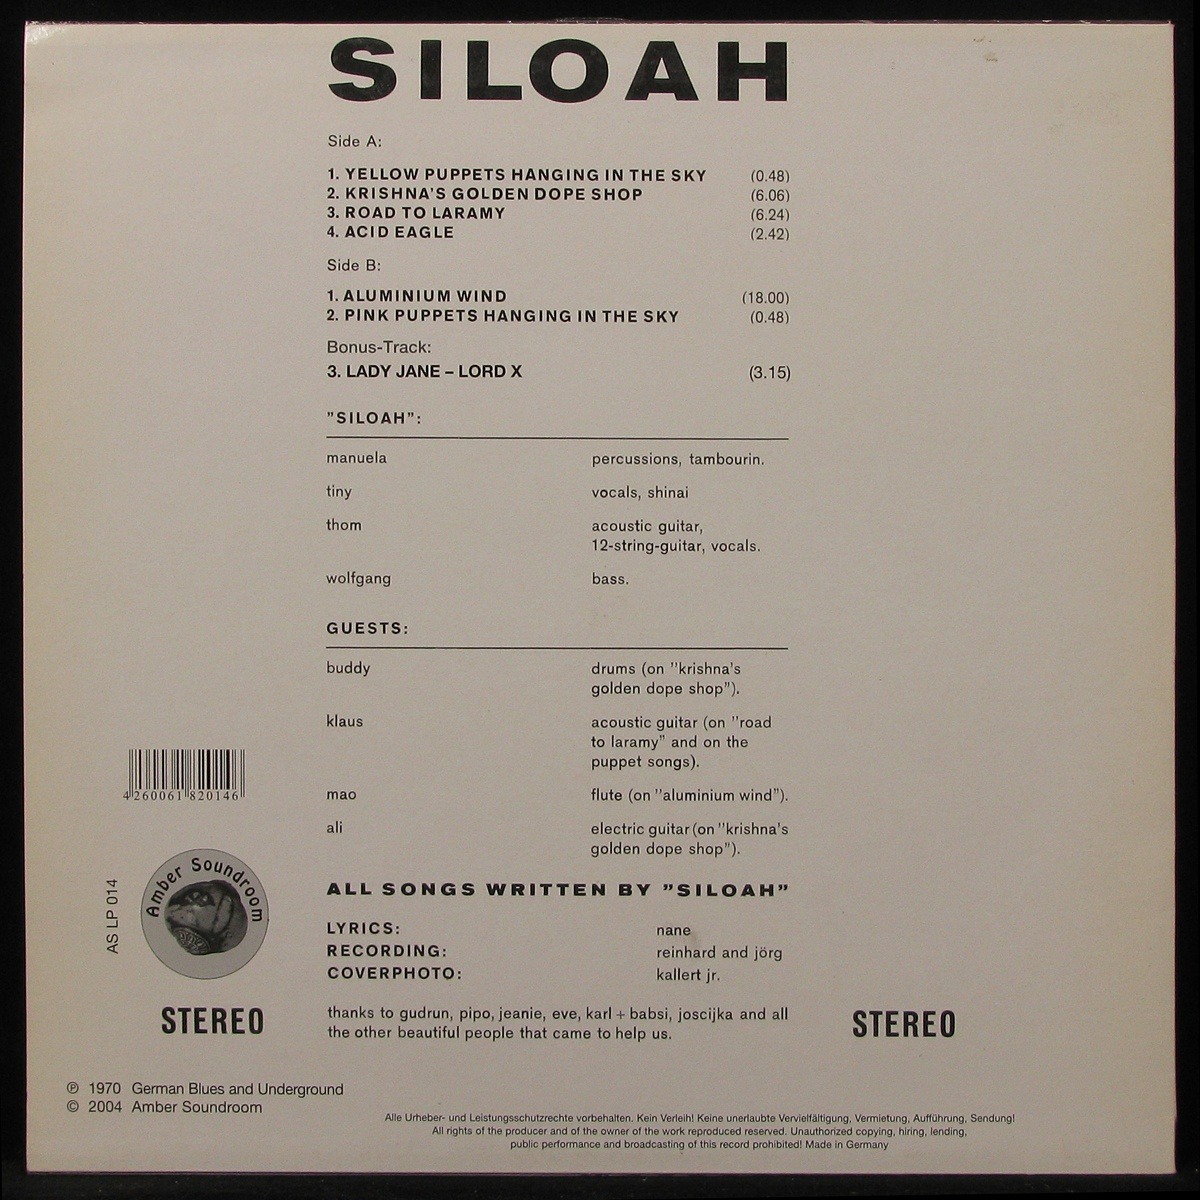 SILOAH
Side A:
1. YELLOW PUPPETS HANGING IN THE SKY (0.48)
2. KRISHNA'S GOLDEN DOPE SHOP (6.06)
3. ROAD TO LARAMY (6.24)
4. ACID EAGLE (2.42)
Side B:
1. ALUMINIUM WIND (18.00)
2. PINK PUPPETS HANGING IN THE SKY (0.48)
Bonus-Track:
3. LADY JANE – LORD X (3.15)
"SILOAH":
manuela percussions, tambourin.
tiny vocals, shinai
thom acoustic guitar,
12-string-guitar, vocals.
wolfgang bass.
GUESTS:
buddy drums (on "krishna's
golden dope shop").
klaus acoustic guitar (on "road
to laramy" and on the
puppet songs).
mao flute (on "aluminium wind").
ali electric guitar (on "krishna's
golden dope shop").
ALL SONGS WRITTEN BY "SILOAH"
LYRICS: nane
RECORDING: reinhard and jörg
COVERPHOTO: kallert jr.
thanks to gudrun, pipo, jeanie, eve, karl + babsi, joscijka and all
the other beautiful people that came to help us.
4260061820146
AS LP 014
Amber Soundroom
STEREO
STEREO
℗ 1970 German Blues and Underground
© 2004 Amber Soundroom
Alle Urheber- und Leistungsschutzrechte vorbehalten. Kein Verleih! Keine unerlaubte Vervielfältigung, Vermietung, Aufführung, Sendung!
All rights of the producer and of the owner of the work reproduced reserved. Unauthorized copying, hiring, lending,
public performance and broadcasting of this record prohibited! Made in Germany